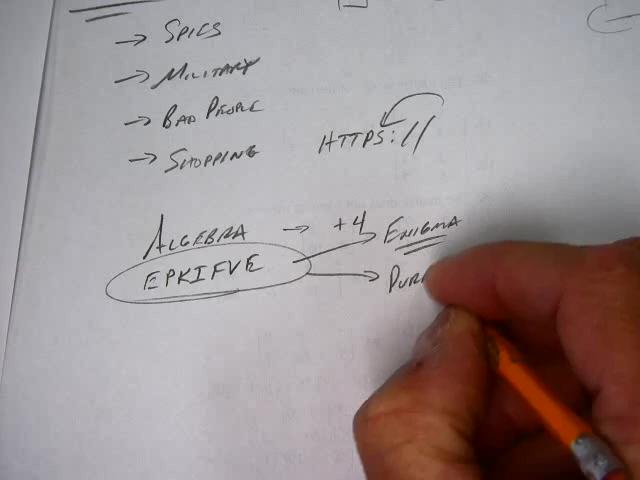 → SPIES
→ MILITARY
→ BAD PEOPLE
→ SHOPPING
HTTPS://
ALGEBRA → +4
EPKIFVE
ENIGMA